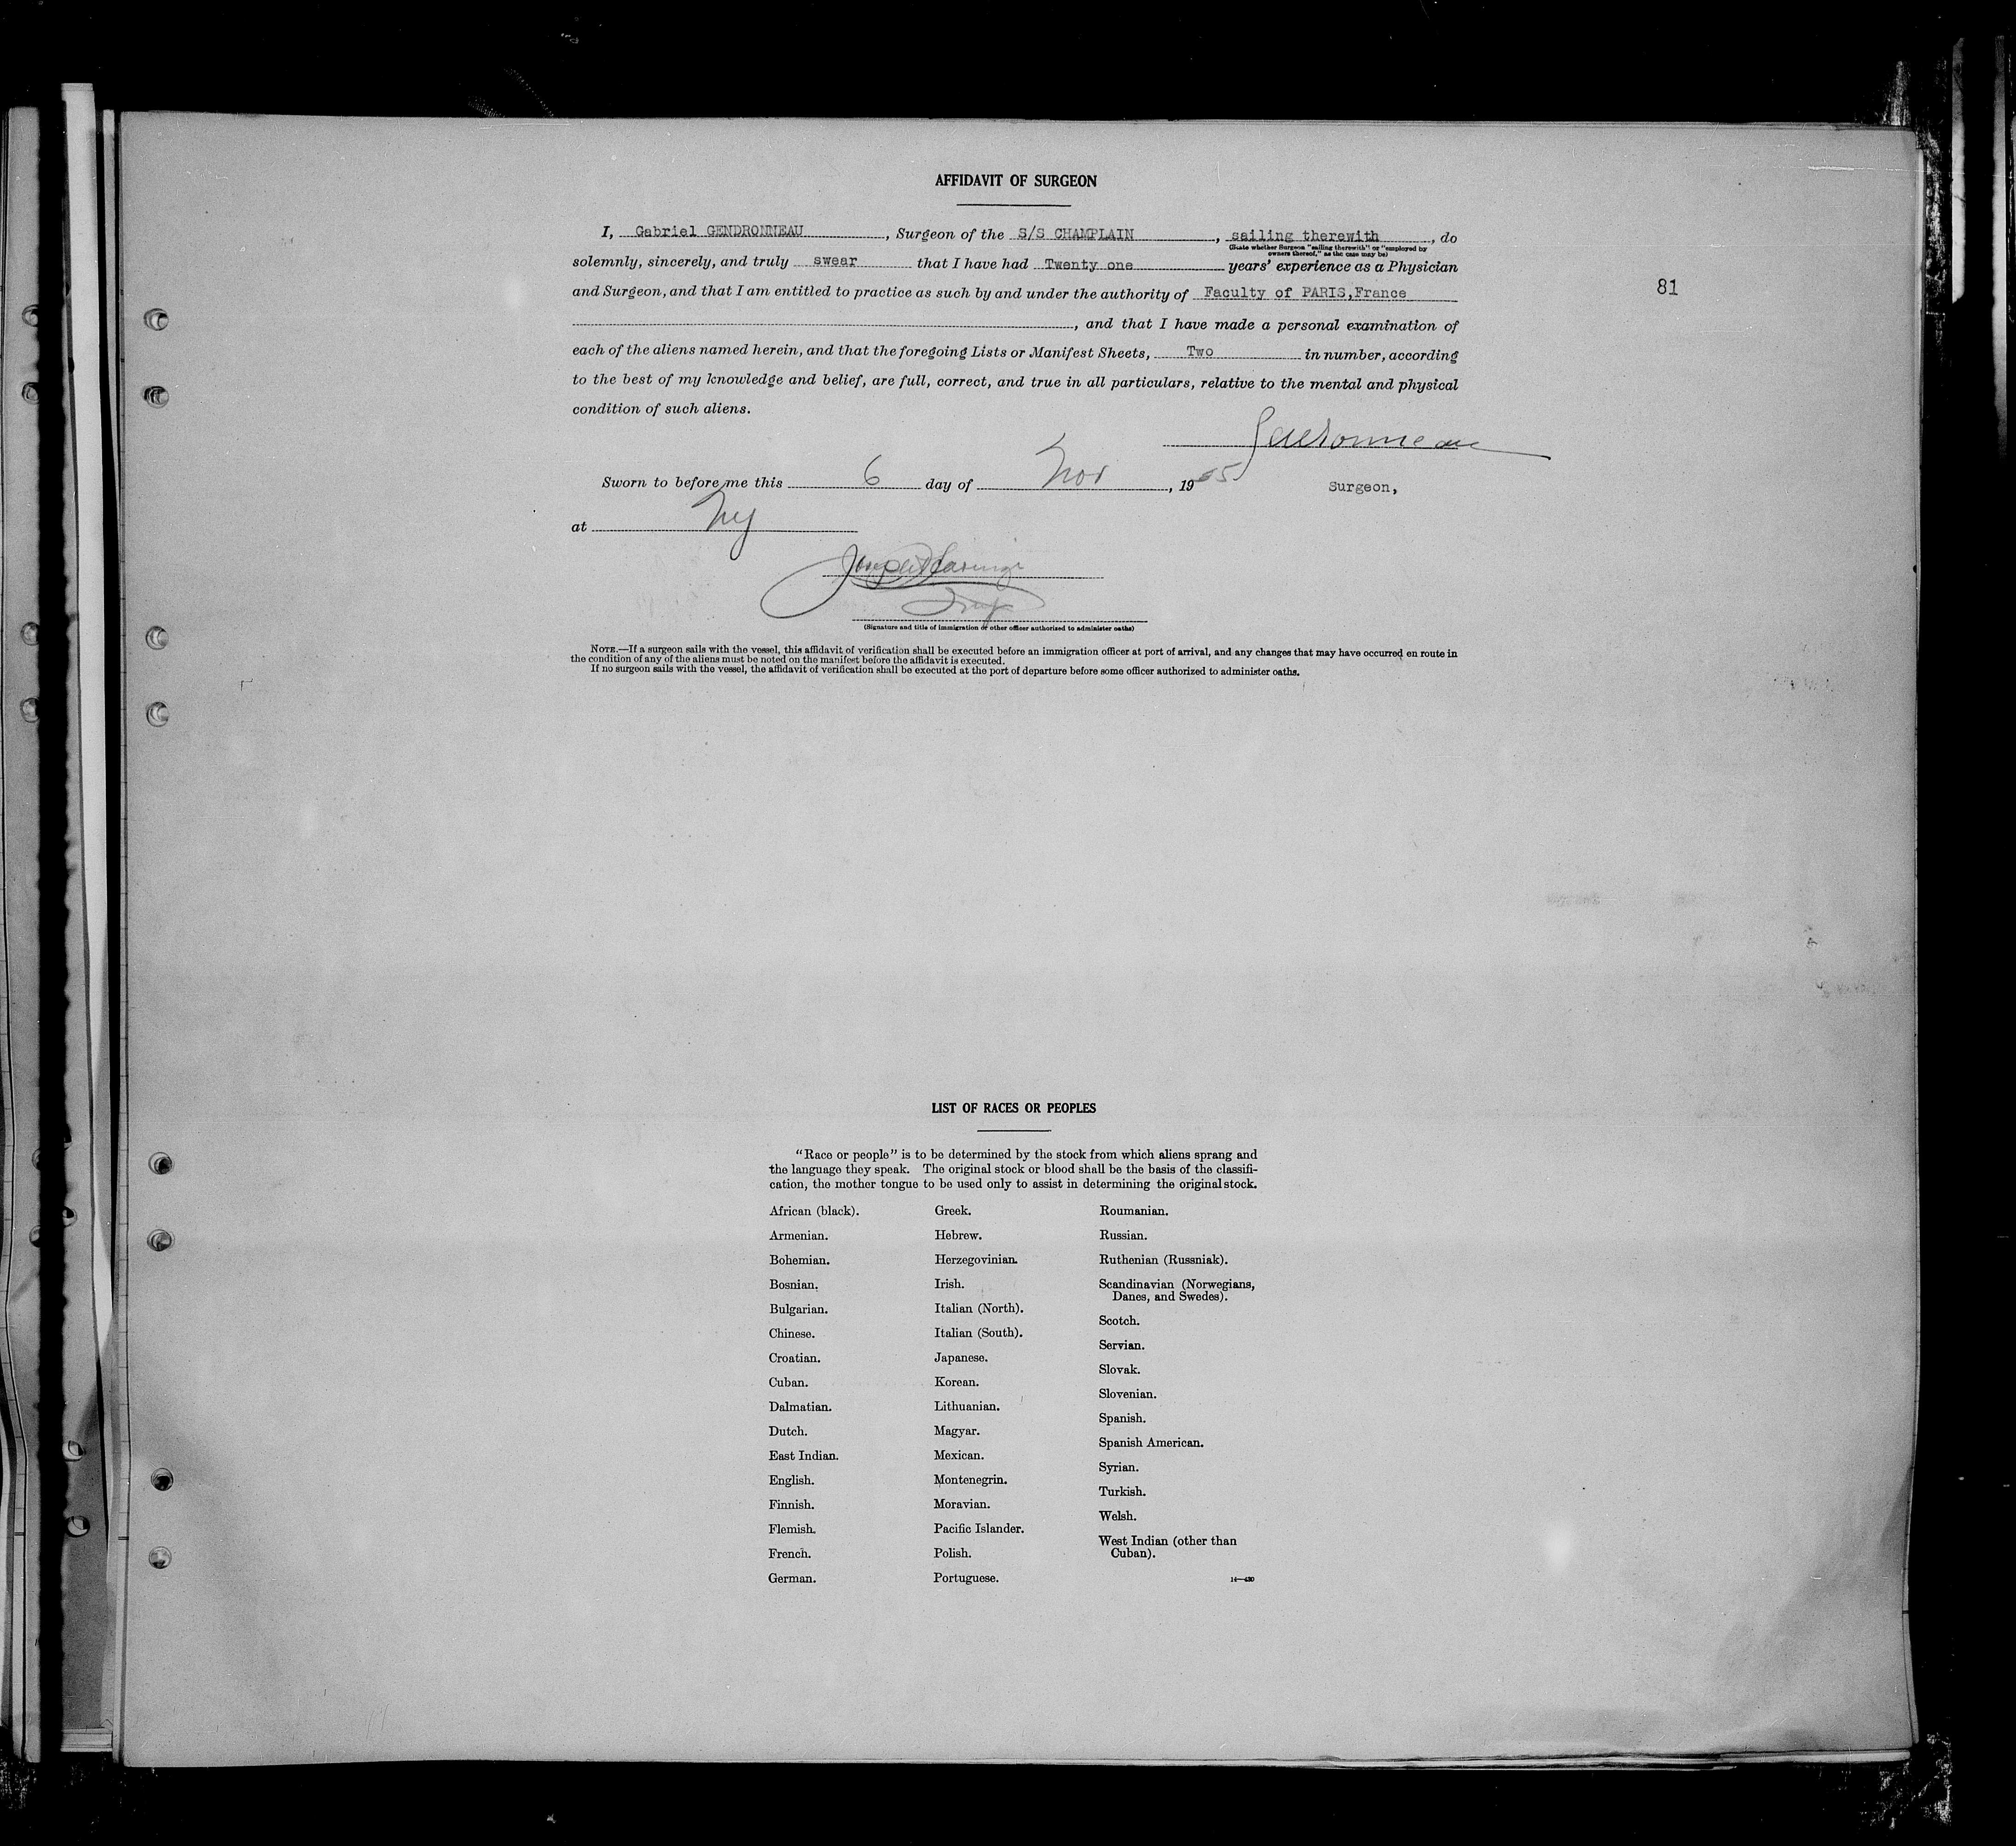 AFFIDAVIT OF SURGEON
I, Gabriel GENDRONNEAU, Surgeon of the S/S CHAMPLAIN, sailing therewith, do
(State whether Surgeon "sailing therewith" or "employed by
owners thereof," as the case may be)
solemnly, sincerely, and truly swear that I have had Twenty one years' experience as a Physician
81
and Surgeon, and that I am entitled to practice as such by and under the authority of Faculty of PARIS,France
, and that I have made a personal examination of
each of the aliens named herein, and that the foregoing Lists or Manifest Sheets, Two in number, according
to the best of my knowledge and belief, are full, correct, and true in all particulars, relative to the mental and physical
condition of such aliens.
Gendronneau
Sworn to before me this 6 day of Nov, 19
Surgeon,
at NY
(Signature and title of immigration or other officer authorized to administer oaths)
NOTE.—If a surgeon sails with the vessel, this affidavit of verification shall be executed before an immigration officer at port of arrival, and any changes that may have occurred en route in
the condition of any of the aliens must be noted on the manifest before the affidavit is executed.
If no surgeon sails with the vessel, the affidavit of verification shall be executed at the port of departure before some officer authorized to administer oaths.
LIST OF RACES OR PEOPLES
"Race or people" is to be determined by the stock from which aliens sprang and
the language they speak. The original stock or blood shall be the basis of the classifi-
cation, the mother tongue to be used only to assist in determining the original stock.
African (black).
Armenian.
Bohemian.
Bosnian.
Bulgarian.
Chinese.
Croatian.
Cuban.
Dalmatian.
Dutch.
East Indian.
English.
Finnish.
Flemish.
French.
German.
Greek.
Hebrew.
Herzegovinian.
Irish.
Italian (North).
Italian (South).
Japanese.
Korean.
Lithuanian.
Magyar.
Mexican.
Montenegrin.
Moravian.
Pacific Islander.
Polish.
Portuguese.
Roumanian.
Russian.
Ruthenian (Russniak).
Scandinavian (Norwegians,
Danes, and Swedes).
Scotch.
Servian.
Slovak.
Slovenian.
Spanish.
Spanish American.
Syrian.
Turkish.
Welsh.
West Indian (other than
Cuban).